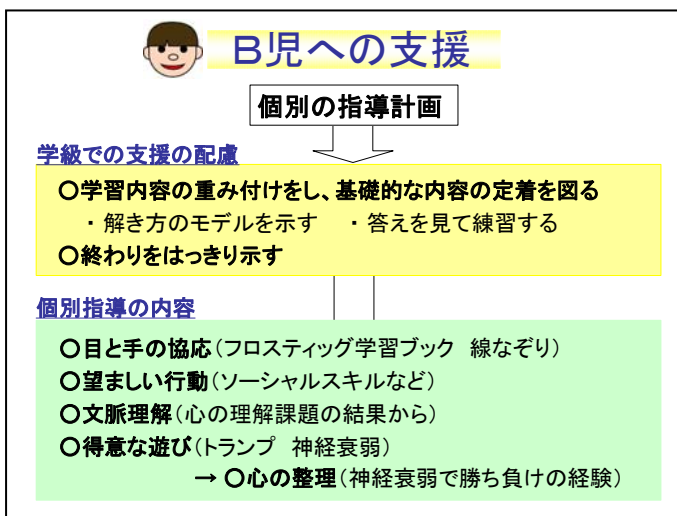 B児への支援
個別の指導計画
学級での支援の配慮
○学習内容の重み付けをし、基礎的な内容の定着を図る
・解き方のモデルを示す ・答えを見て練習する
○終わりをはっきり示す
個別指導の内容
○目と手の協応(フロスティッグ学習ブック 線なぞり)
○望ましい行動(ソーシャルスキルなど)
○文脈理解(心の理解課題の結果から)
○得意な遊び(トランプ 神経衰弱)
→ ○心の整理(神経衰弱で勝ち負けの経験)